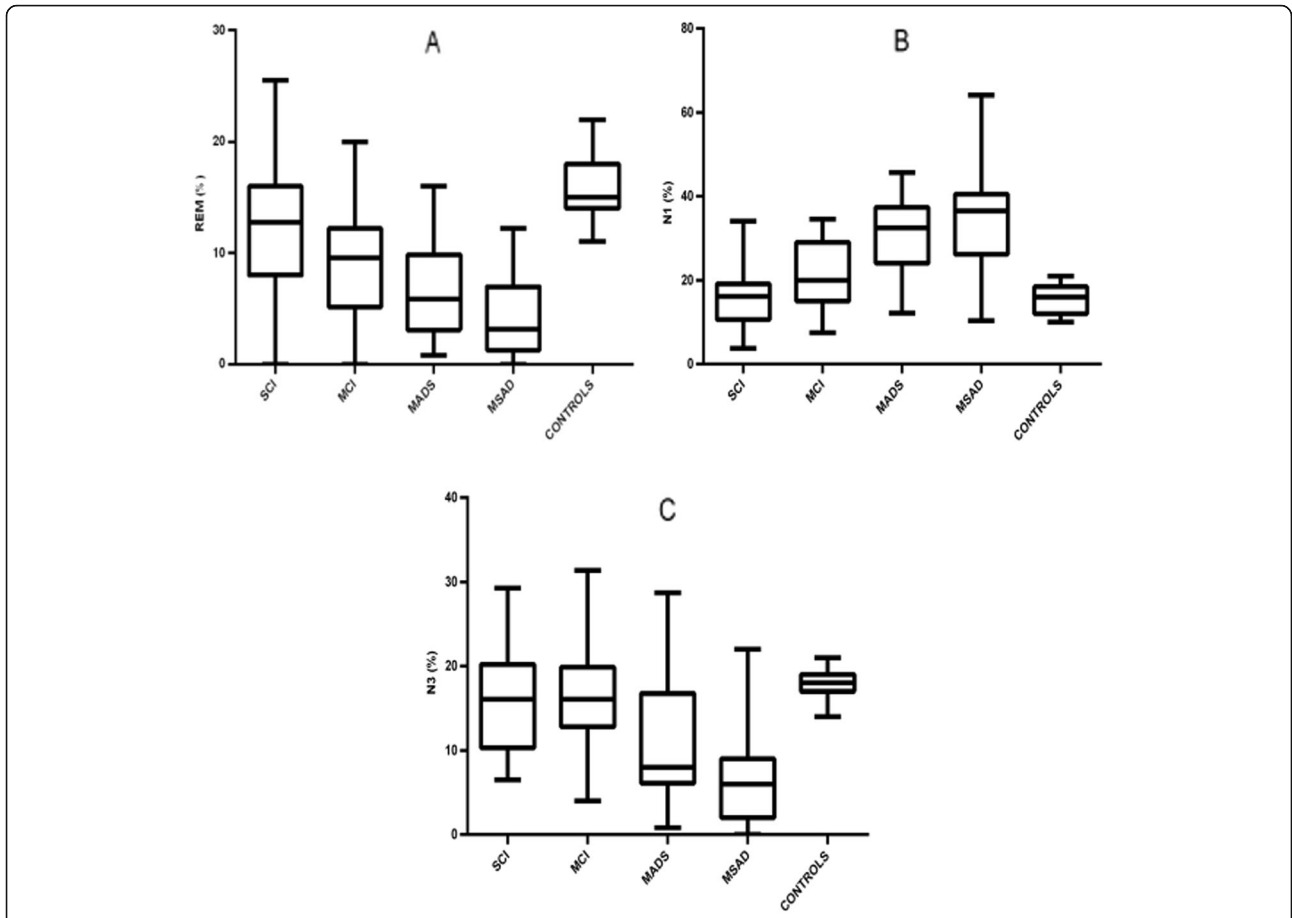 A
REM (%)
30
20
10
0
SCI
MCI
MADS
MSAD
CONTROLS
B
N1 (%)
80
60
40
20
0
SCI
MCI
MADS
MSAD
CONTROLS
C
N3 (%)
40
30
20
10
0
SCI
MCI
MADS
MSAD
CONTROLS